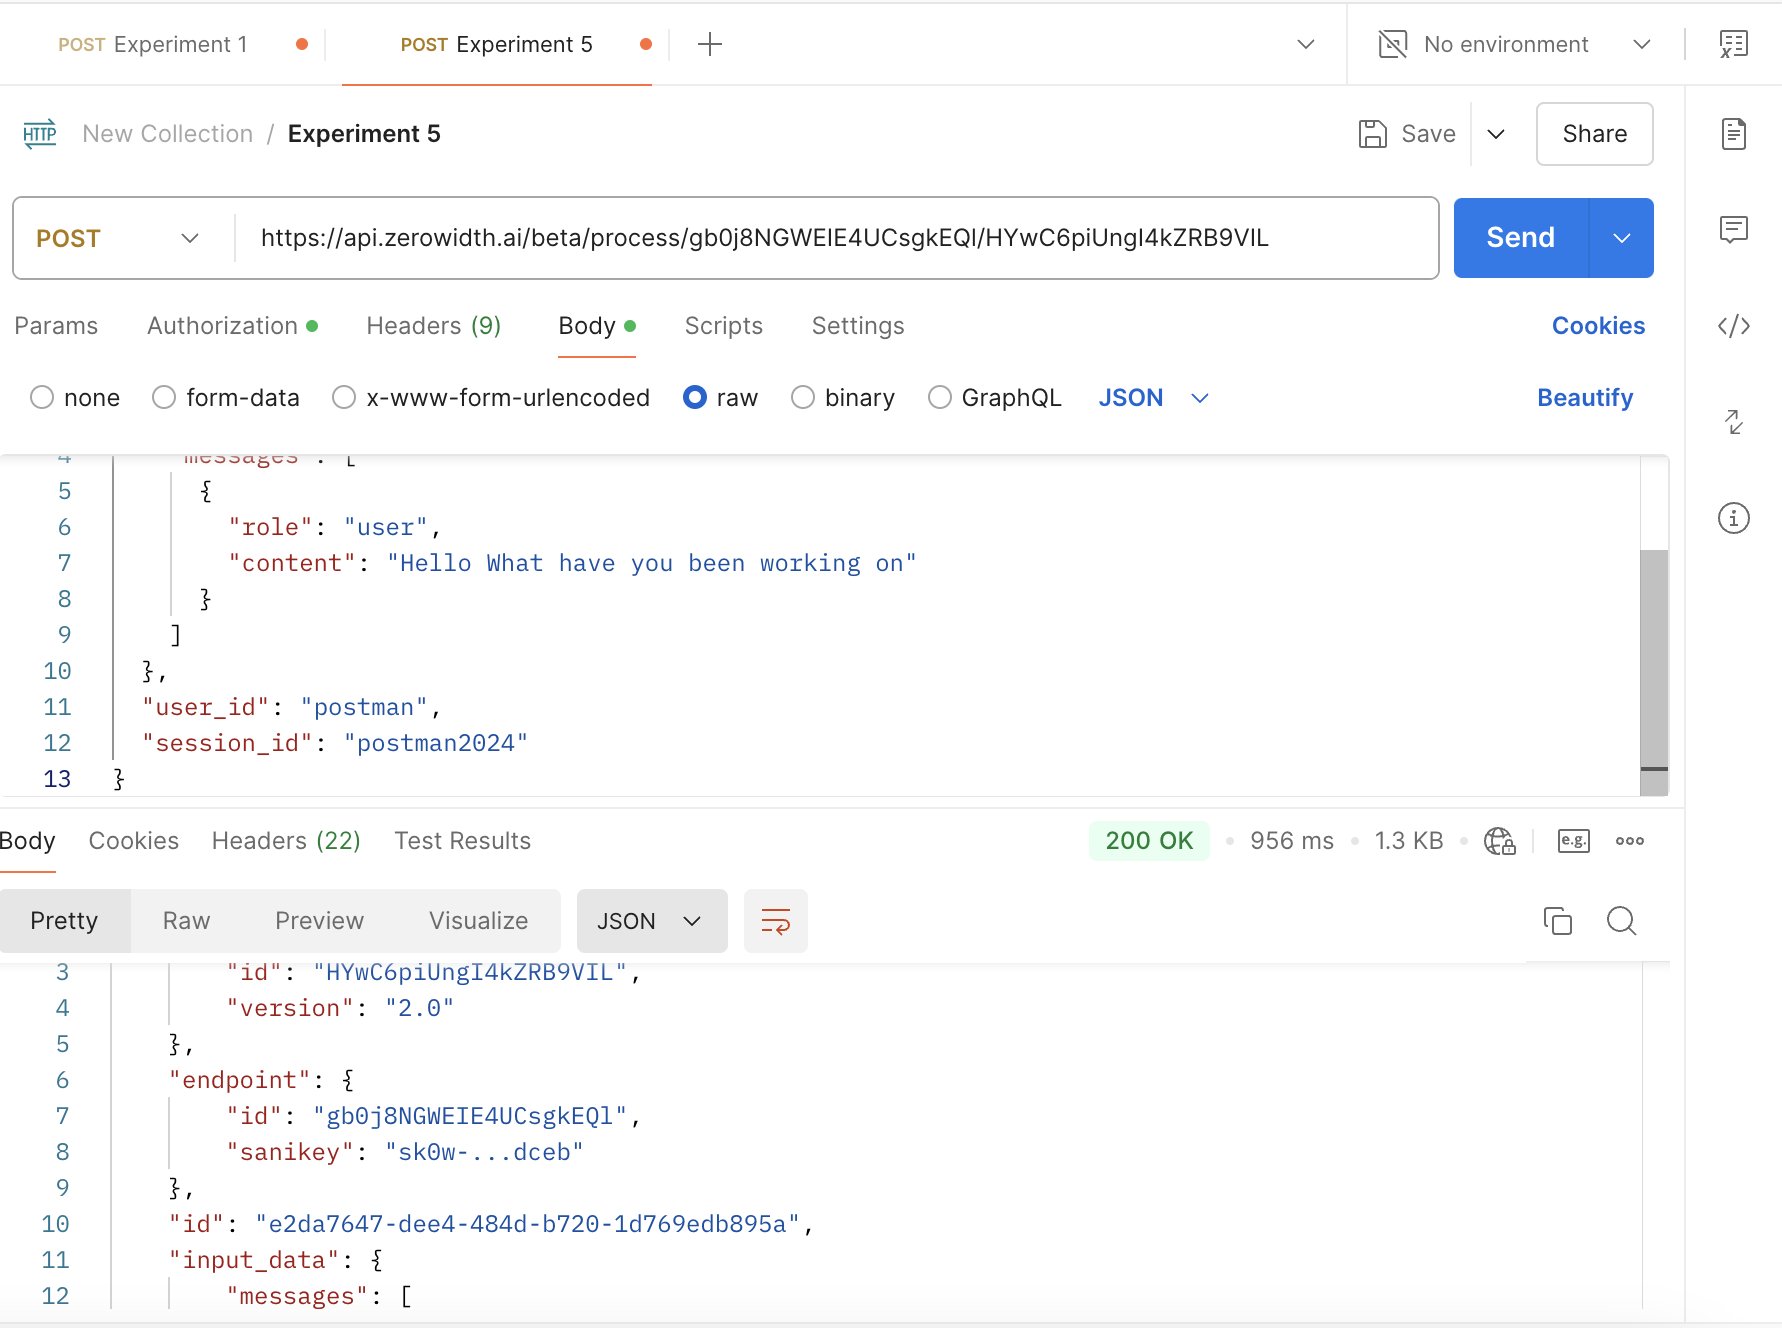 POST Experiment 1
POST Experiment 5
No environment
HTTP New Collection / Experiment 5
Save
Share
POST
https://api.zerowidth.ai/beta/process/gb0j8NGWEIE4UCsgkEQl/HYwC6piUngI4kZRB9VIL
Send
Params Authorization Headers (9) Body Scripts Settings Cookies
none form-data x-www-form-urlencoded raw binary GraphQL JSON Beautify
4 "messages": [
5 {
6 "role": "user",
7 "content": "Hello What have you been working on"
8 }
9 ]
10 },
11 "user_id": "postman",
12 "session_id": "postman2024"
13 }
Body Cookies Headers (22) Test Results 200 OK 956 ms 1.3 KB e.g.
Pretty Raw Preview Visualize JSON
3 "id": "HYwC6piUngI4kZRB9VIL",
4 "version": "2.0"
5 },
6 "endpoint": {
7 "id": "gb0j8NGWEIE4UCsgkEQl",
8 "sanikey": "sk0w-...dceb"
9 },
10 "id": "e2da7647-dee4-484d-b720-1d769edb895a",
11 "input_data": {
12 "messages": [